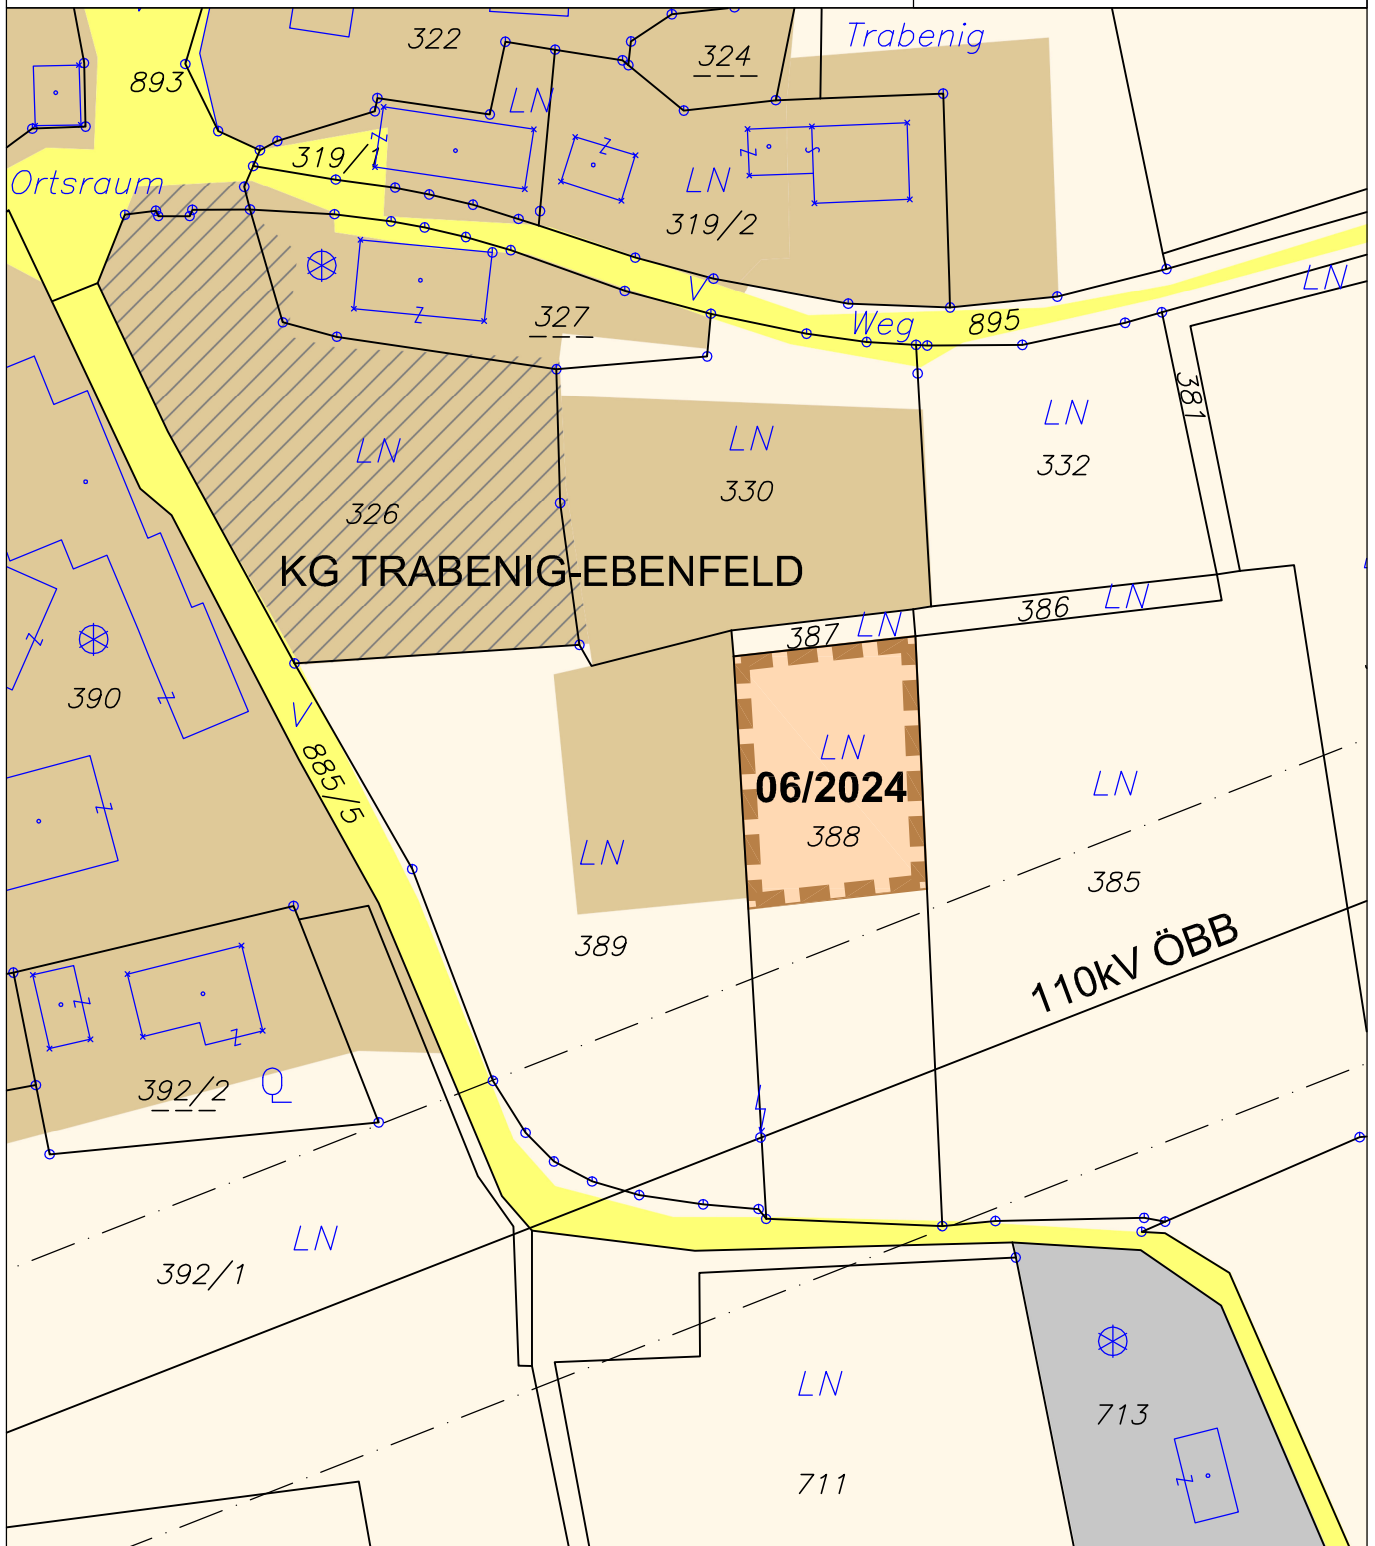 322
Trabenig
324
893
LN
319/1
Ortsraum
LN
319/2
LN
V
327
Weg
895
381
LN
LN
LN
332
330
326
KG TRABENIG-EBENFELD
LN
386
LN
387
390
V
885/5
LN
06/2024
388
LN
LN
385
389
110kV ÖBB
392/2
LN
392/1
LN
713
711